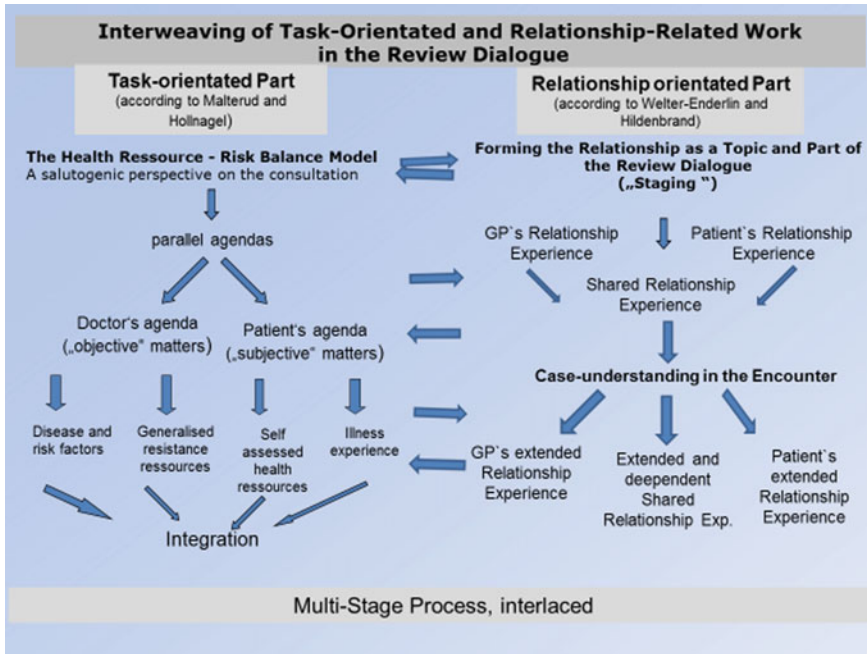 Interweaving of Task-Orientated and Relationship-Related Work
in the Review Dialogue
Task-orientated Part
(according to Malterud and
Hollnagel)
The Health Ressource - Risk Balance Model
A salutogenic perspective on the consultation
parallel agendas
Doctor's agenda
(„objective“ matters)
Patient's agenda
(„subjective“ matters)
Disease and
risk factors
Generalised
resistance
ressources
Self
assessed
health
ressources
Illness
experience
Integration
Relationship orientated Part
(according to Welter-Enderlin and
Hildenbrand)
Forming the Relationship as a Topic and Part of
the Review Dialogue
(„Staging “)
GP`s Relationship
Experience
Patient`s Relationship
Experience
Shared Relationship
Experience
Case-understanding in the Encounter
GP`s extended
Relationship
Experience
Extended and
deependent
Shared
Relationship Exp.
Patient`s
extended
Relationship
Experience
Multi-Stage Process, interlaced